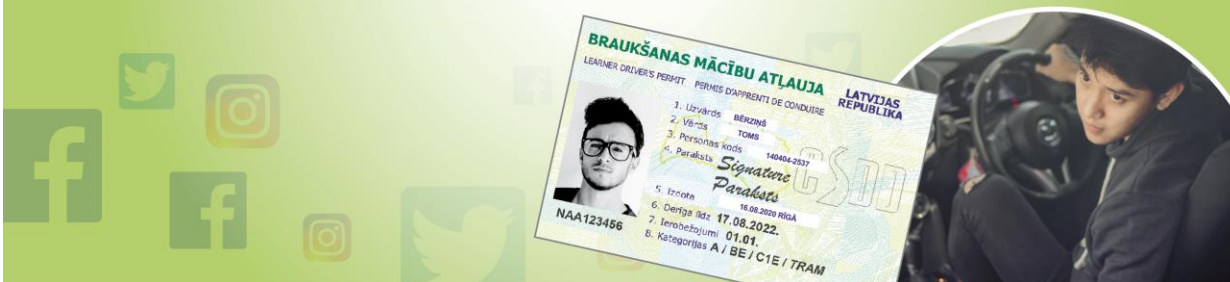 BRAUKŠANAS MĀCĪBU ATĻAUJA
LEARNER DRIVER'S PERMIT PERMIS D'APPRENTI DE CONDUIRE
LATVIJAS
REPUBLIKA
1. Uzvārds BĒRZIŅŠ
2. Vārds TOMS
3. Personas kods 140404-2537
4. Paraksts Signature
Paraksts
5. Izdota 16.08.2020 RĪGĀ
6. Derīga līdz 17.08.2022.
7. Ierobežojumi 01.01.
8. Kategorijas A / BE / C1E / TRAM
NAA123456
CSDD